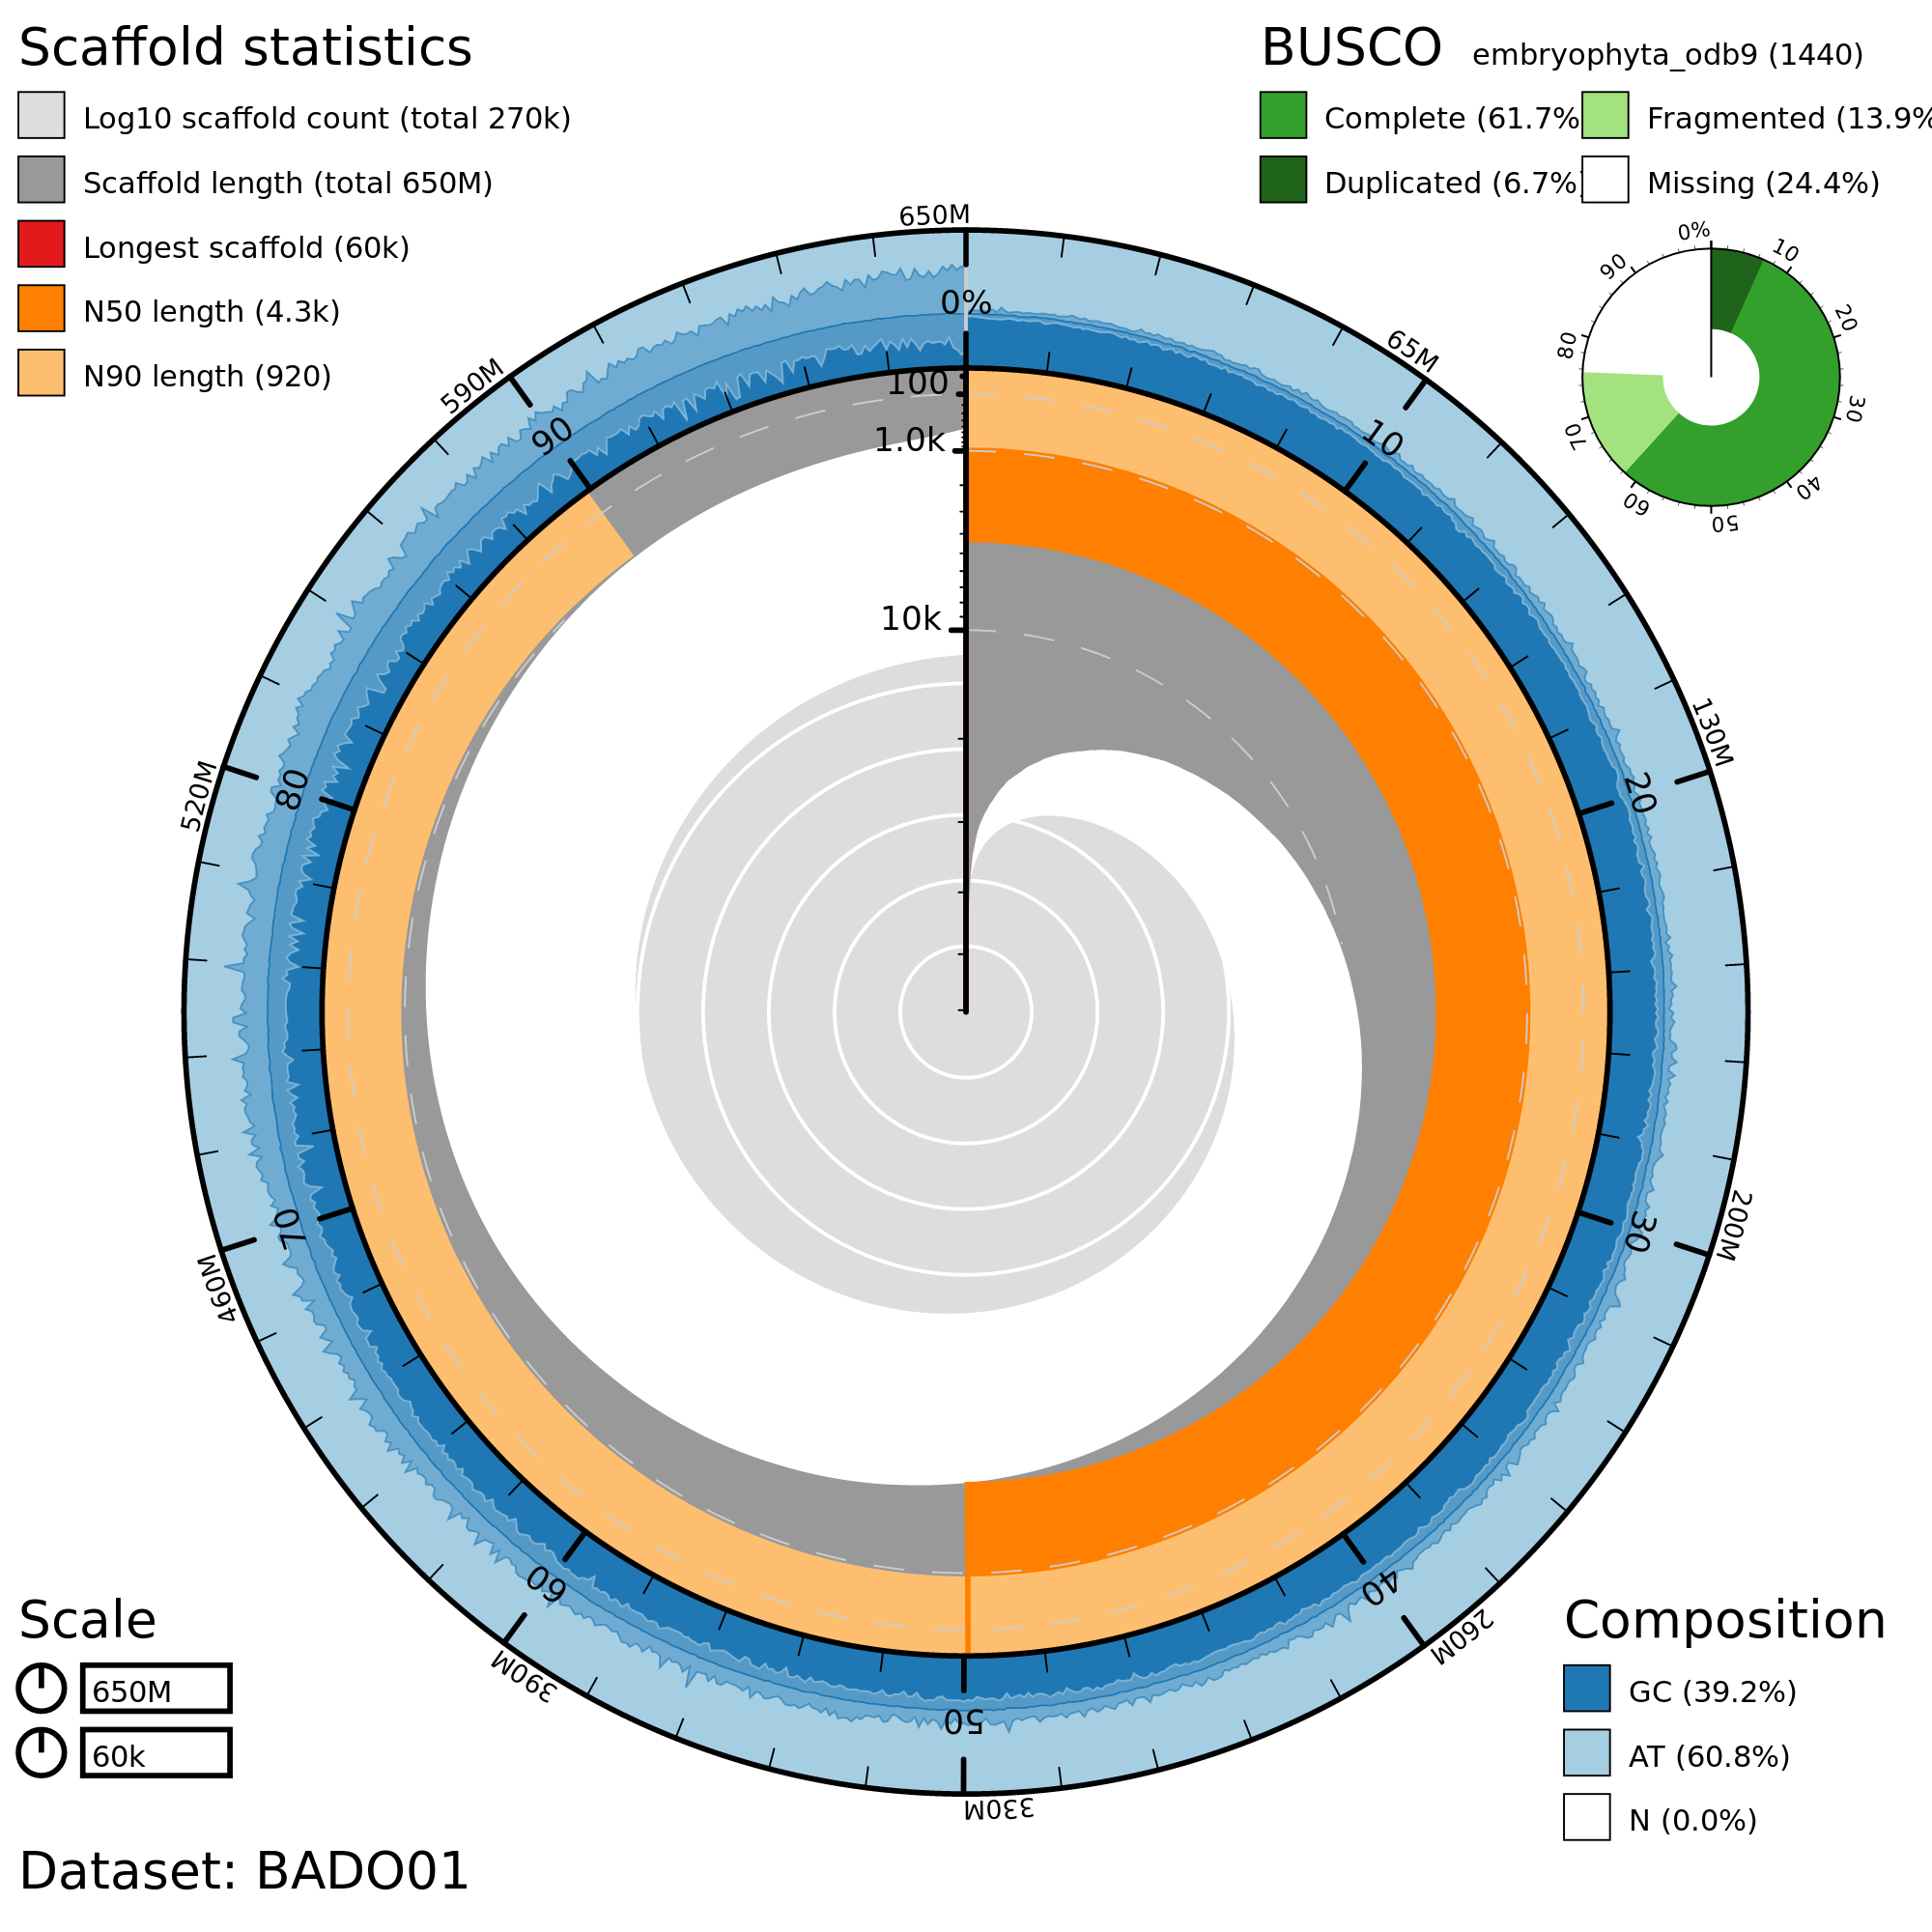 Scaffold statistics
Log10 scaffold count (total 270k)
Scaffold length (total 650M)
Longest scaffold (60k)
N50 length (4.3k)
N90 length (920)
BUSCO embryophyta_odb9 (1440)
Complete (61.7%
Fragmented (13.9%
Duplicated (6.7%)
Missing (24.4%)
0%
10
20
30
40
50
60
70
80
90
650M
65M
130M
200M
260M
330M
390M
460M
520M
590M
0%
10
20
30
40
50
60
70
80
90
100
1.0k
10k
Scale
650M
60k
Composition
GC (39.2%)
AT (60.8%)
N (0.0%)
Dataset: BADO01